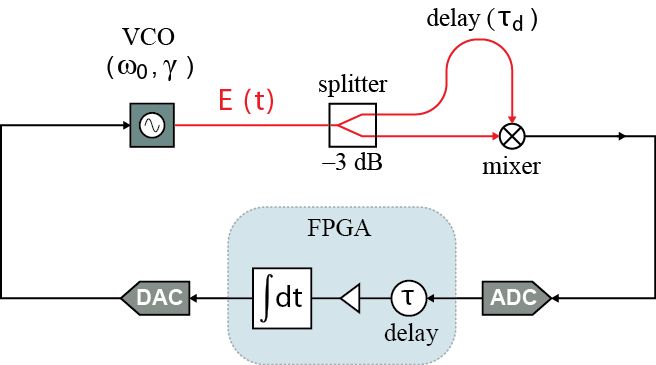 delay (τd)
VCO
(ω0, γ)
splitter
E (t)
−3 dB
mixer
FPGA
DAC
∫dt
τ
ADC
delay